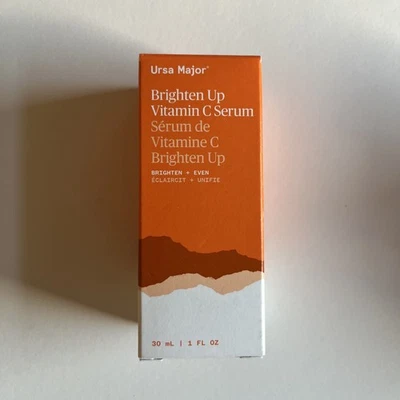 Ursa Major®
Brighten Up
Vitamin C Serum
Sérum de
Vitamine C
Brighten Up
BRIGHTEN + EVEN
ÉCLAIRCIT + UNIFIE
30 mL | 1 FL OZ